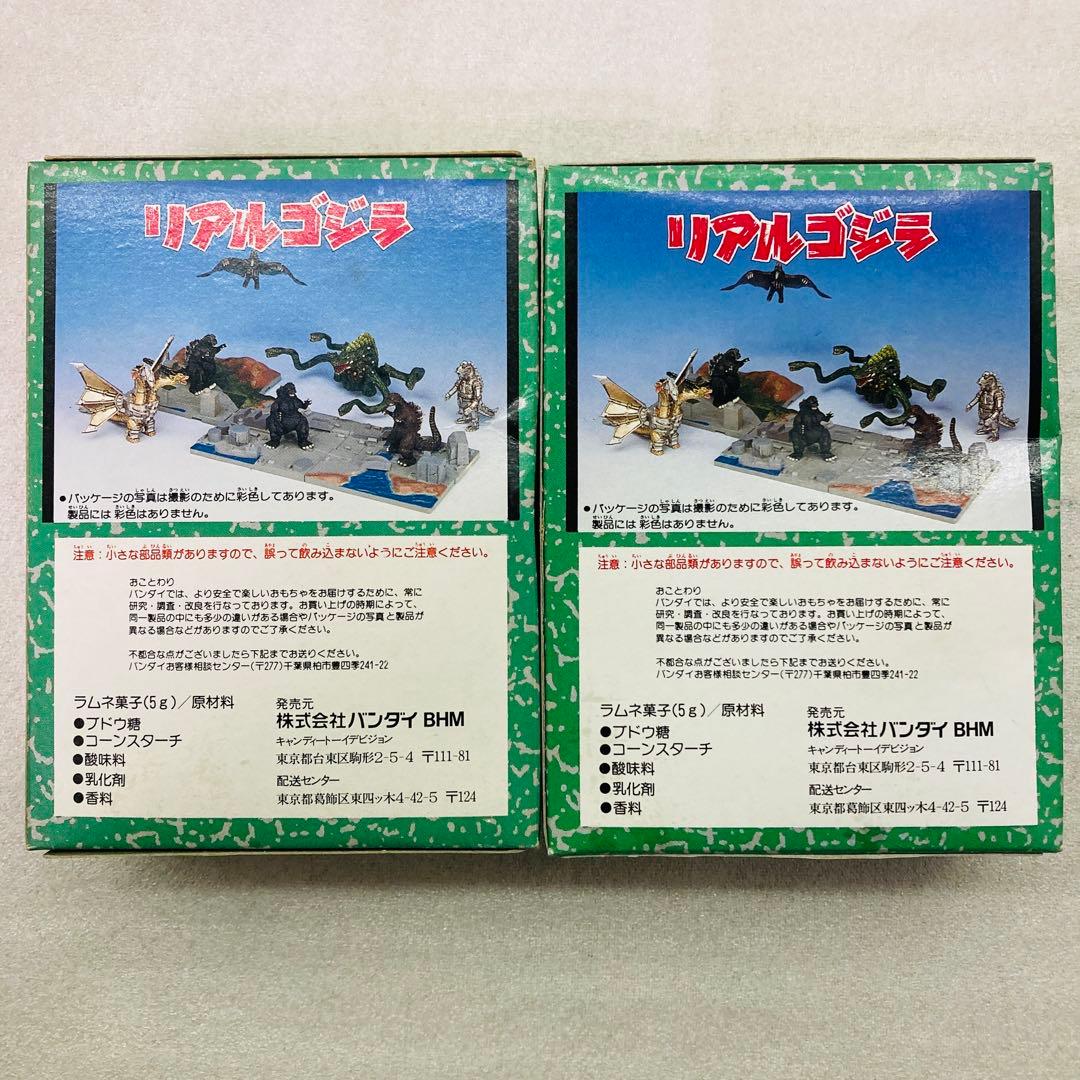 リアルゴジラ
●パッケージの写真は撮影のために彩色してあります。
製品には 彩色はありません。
注意：小さな部品類がありますので、誤って飲み込まないようにご注意ください。
おことわり
バンダイでは、より安全で楽しいおもちゃをお届けするために、常に
研究・調査・改良を行なっております。お買い上げの時期によって、
同一製品の中にも多少の違いがある場合やパッケージの写真と製品が
異なる場合などがありますのでご了承ください。
不都合な点がございましたら下記までお送りください。
バンダイお客様相談センター(〒277)千葉県柏市豊四季241-22
ラムネ菓子(5g)/原材料
●ブドウ糖
●コーンスターチ
●酸味料
●乳化剤
●香料
発売元
株式会社バンダイ BHM
キャンディートーイデビジョン
東京都台東区駒形2-5-4 〒111-81
配送センター
東京都葛飾区東四ッ木4-42-5 〒124
リアルゴジラ
●パッケージの写真は撮影のために彩色してあります。
製品には 彩色はありません。
注意：小さな部品類がありますので、誤って飲み込まないようにご注意ください。
おことわり
バンダイでは、より安全で楽しいおもちゃをお届けするために、常に
研究・調査・改良を行なっております。お買い上げの時期によって、
同一製品の中にも多少の違いがある場合やパッケージの写真と製品が
異なる場合などがありますのでご了承ください。
不都合な点がございましたら下記までお送りください。
バンダイお客様相談センター(〒277)千葉県柏市豊四季241-22
ラムネ菓子(5g)/原材料
●ブドウ糖
●コーンスターチ
●酸味料
●乳化剤
●香料
発売元
株式会社バンダイ BHM
キャンディートーイデビジョン
東京都台東区駒形2-5-4 〒111-81
配送センター
東京都葛飾区東四ッ木4-42-5 〒124